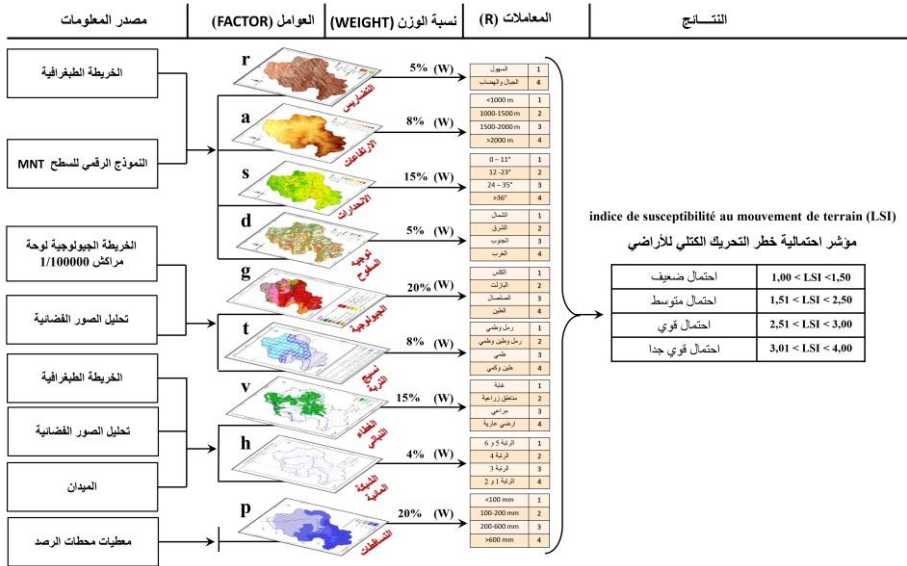 مصدر المعلومات
العوامل (FACTOR)
نسبة الوزن (WEIGHT)
المعاملات (R)
النتـــائج
الخريطة الطبغرافية
النموذج الرقمي للسطح MNT
الخريطة الجيولوجية لوحة
مراكش 1/100000
تحليل الصور الفضائية
الخريطة الطبغرافية
تحليل الصور الفضائية
الميدان
معطيات محطات الرصد
r
التضاريس
5% (W)
السهول 1
الجبال والهضاب 4
a
الارتفاعات
8% (W)
<1000 m 1
1000-1500 m 2
1500-2000 m 3
>2000 m 4
s
الانحدارات
15% (W)
0 – 11° 1
12 -23° 2
24 – 35° 3
>36° 4
d
توجيه
السفوح
5% (W)
الشمال 1
الشرق 2
الجنوب 3
الغرب 4
g
الجيولوجية
20% (W)
الكلس 1
البازلت 2
الصلصال 3
الطين 4
t
نسيج
التربة
8% (W)
رمل وطمي 1
رمل وطين وطمي 2
طمي 3
طين وكمي 4
v
الغطاء
النباتي
15% (W)
غابة 1
مناطق زراعية 2
مراعي 3
ارضي عارية 4
h
الشبكة
المائية
4% (W)
الرتبة 5 و 6 1
الرتبة 4 2
الرتبة 3 3
الرتبة 1 و 2 4
p
التساقطات
20% (W)
<100 mm 1
100-200 mm 2
200-600 mm 3
>600 mm 4
indice de susceptibilité au mouvement de terrain (LSI)
مؤشر احتمالية خطر التحريك الكتلي للأراضي
احتمال ضعيف 1,00 < LSI <1,50
احتمال متوسط 1,51 < LSI < 2,50
احتمال قوي 2,51 < LSI < 3,00
احتمال قوي جدا 3,01 < LSI < 4,00